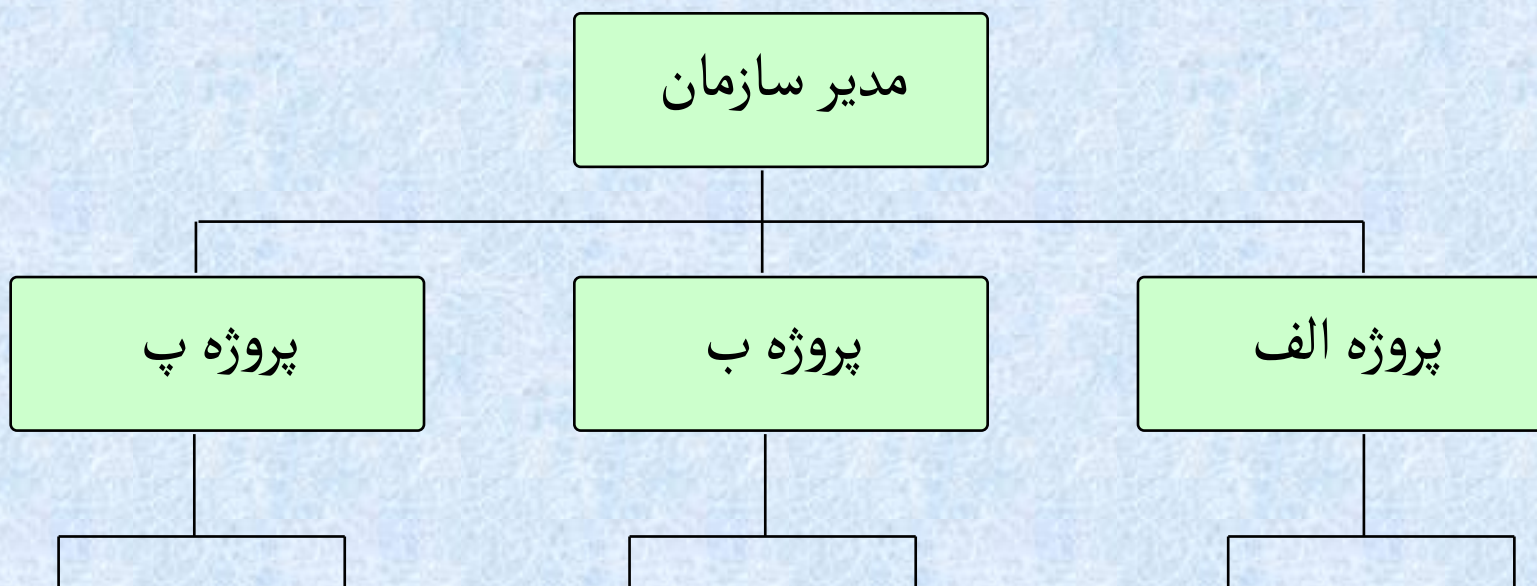 مدیر سازمان
پروژه الف
پروژه ب
پروژه پ